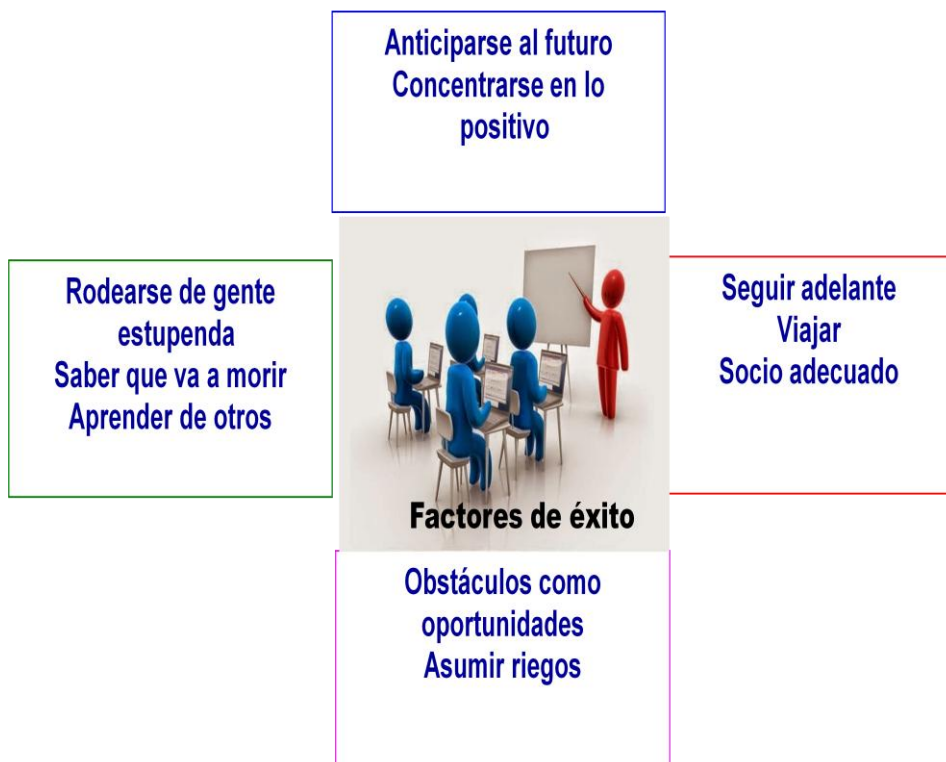 Anticiparse al futuro
Concentrarse en lo
positivo
Rodearse de gente
estupenda
Saber que va a morir
Aprender de otros
Seguir adelante
Viajar
Socio adecuado
Factores de éxito
Obstáculos como
oportunidades
Asumir riegos